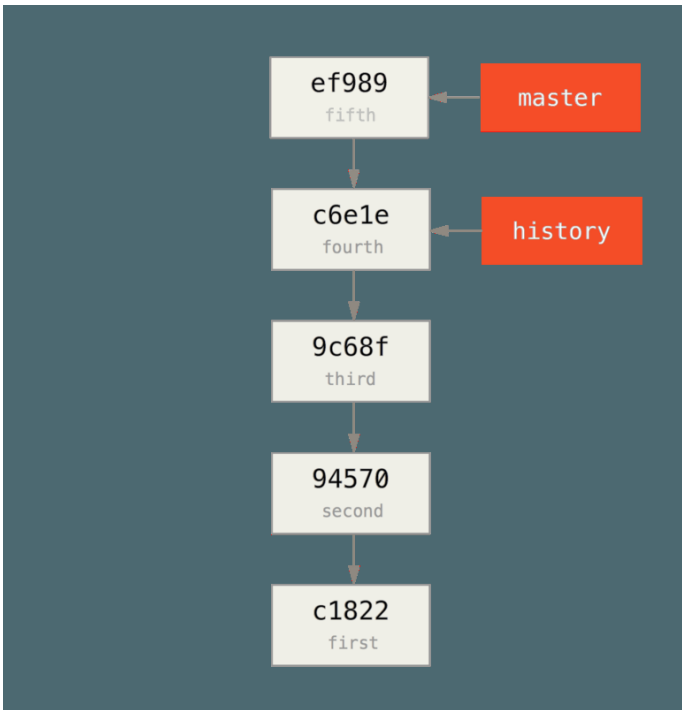 ef989
fifth
master
c6e1e
fourth
history
9c68f
third
94570
second
c1822
first